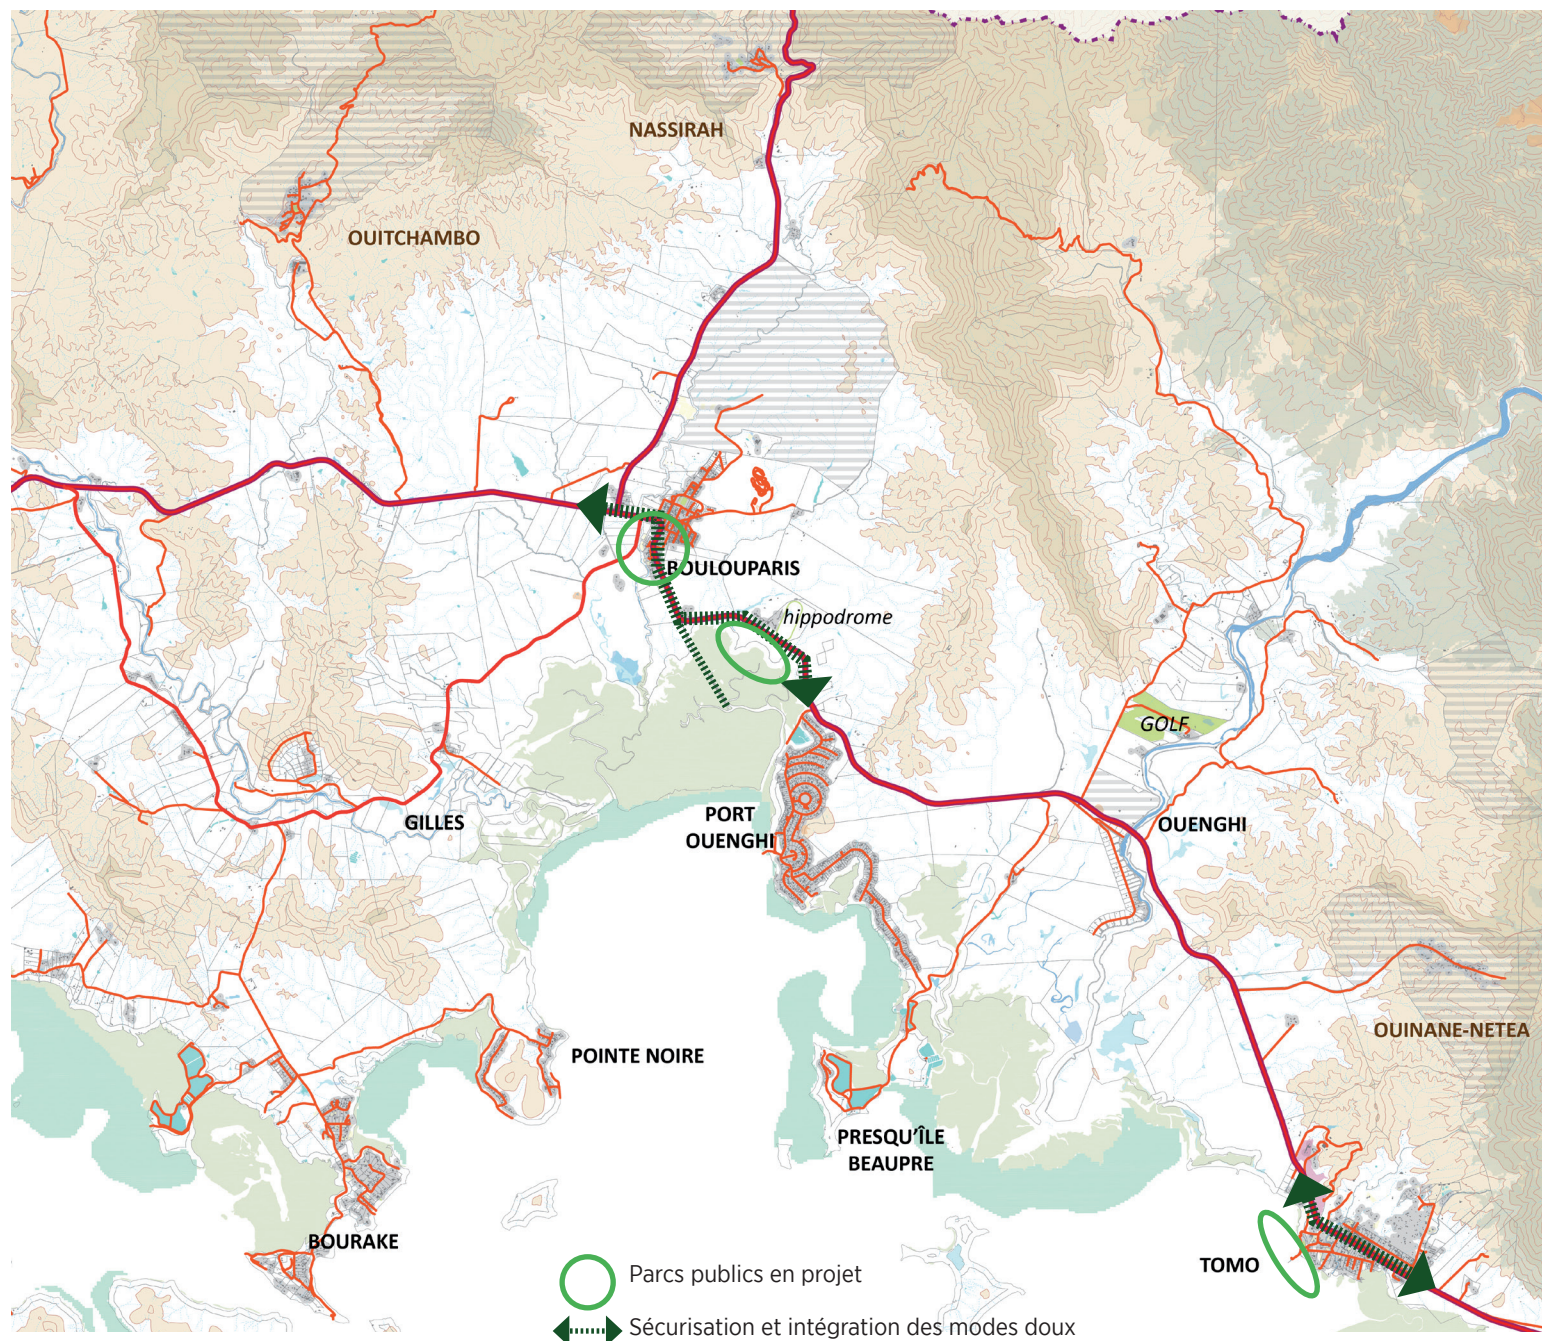 NASSIRAH
OUITCHAMBO
BOULOUPARIS
hippodrome
GOLF
GILLES
PORT
OUENGHI
OUENGHI
OUINANE-NETEA
POINTE NOIRE
PRESQU'ÎLE
BEAUPRE
BOURAKE
TOMO
Parcs publics en projet
Sécurisation et intégration des modes doux